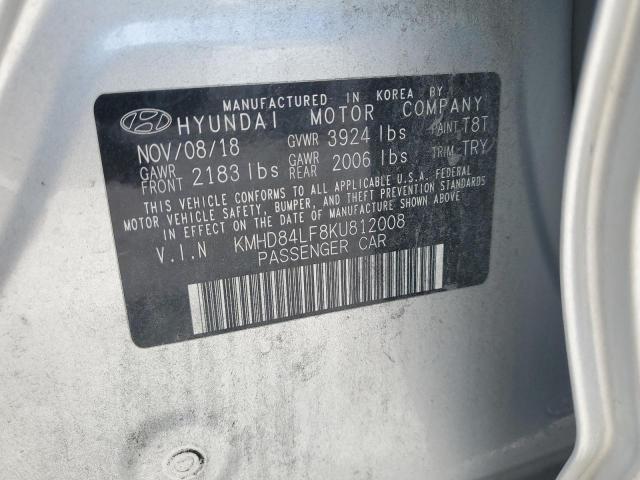 MANUFACTURED IN KOREA BY
HYUNDAI MOTOR COMPANY
NOV/08/18 GVWR 3924 lbs PAINT T8T
GAWR FRONT 2183 lbs GAWR REAR 2006 lbs TRIM TRY
THIS VEHICLE CONFORMS TO ALL APPLICABLE U.S.A. FEDERAL
MOTOR VEHICLE SAFETY, BUMPER, AND THEFT PREVENTION STANDARDS
IN EFFECT ON THE DATE OF MANUFACTURE SHOWN ABOVE
V.I.N KMHD84LF8KU812008
PASSENGER CAR